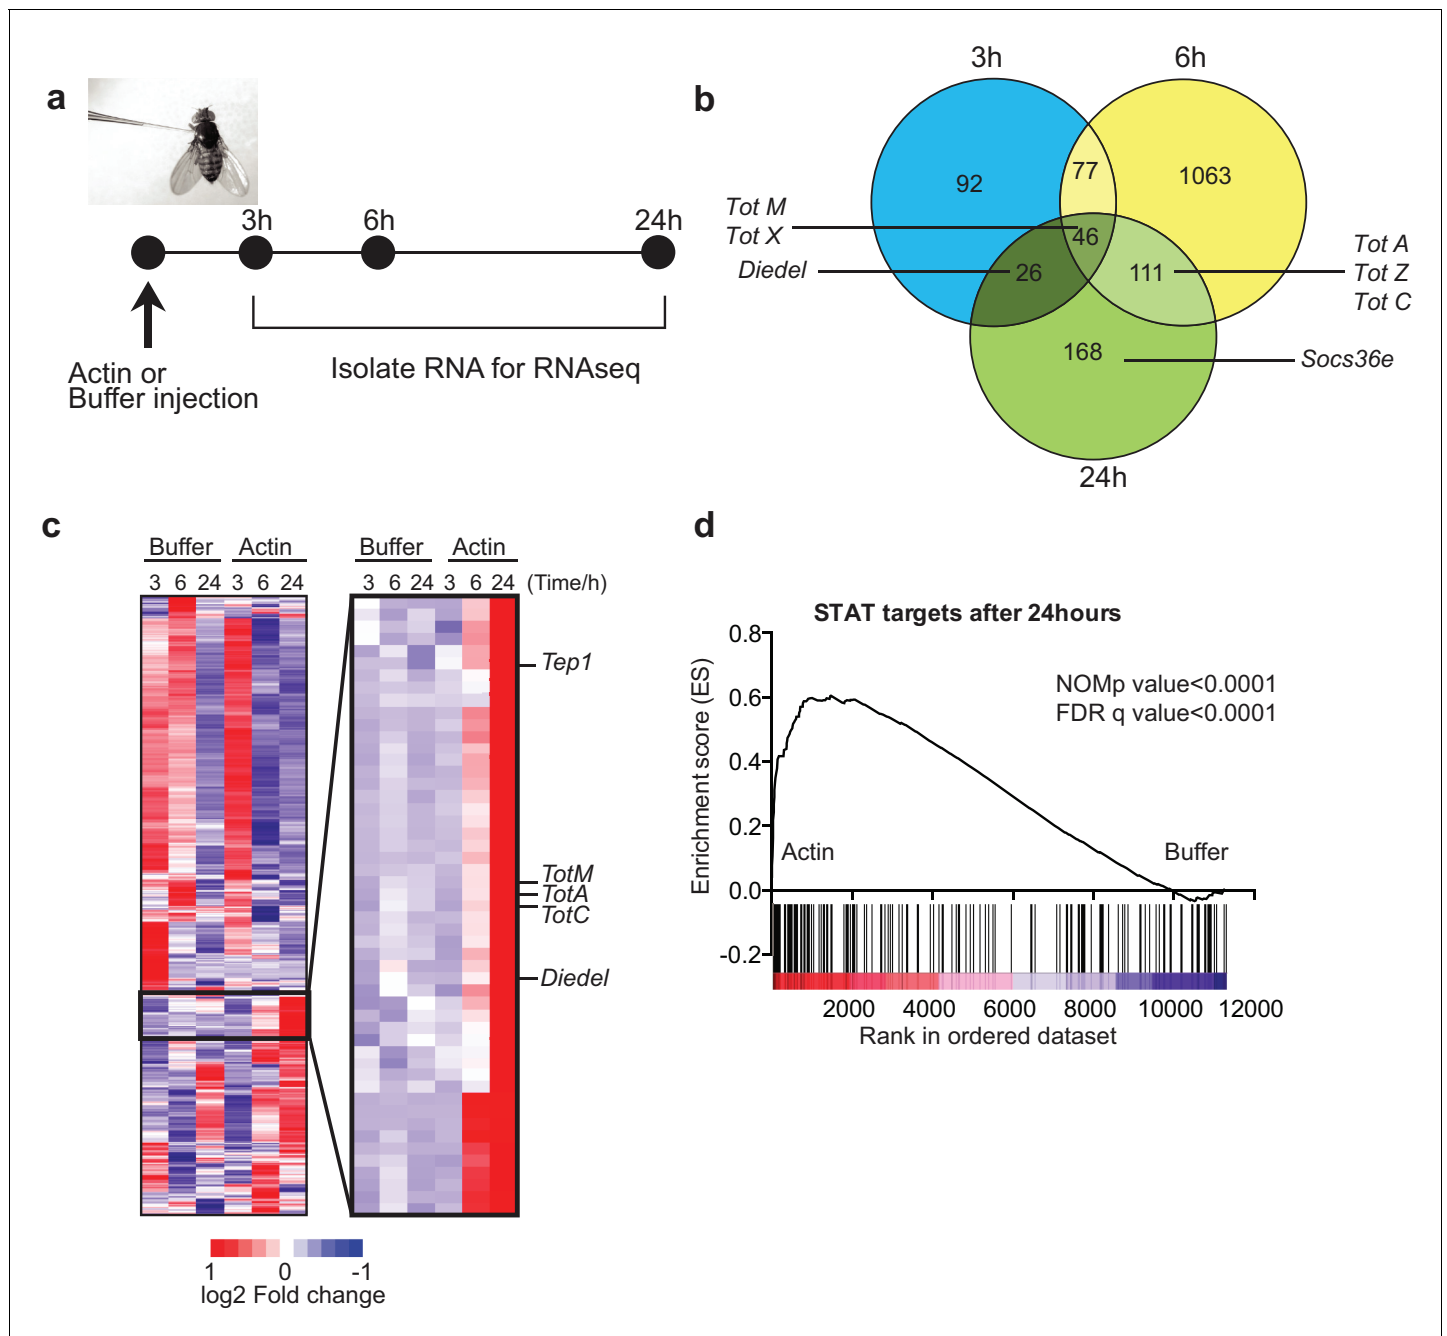 a
3h
6h
24h
Actin or
Buffer injection
Isolate RNA for RNAseq
b
3h
6h
92
77
1063
Tot M
Tot X
46
Diedel
26
111
Tot A
Tot Z
Tot C
168
Socs36e
24h
c
Buffer Actin
3 6 24 3 6 24
Buffer Actin
3 6 24 3 6 24 (Time/h)
Tep1
TotM
TotA
TotC
Diedel
1 0 -1
log2 Fold change
d
STAT targets after 24hours
NOMp value<0.0001
FDR q value<0.0001
Enrichment score (ES)
0.8
0.6
0.4
0.2
0.0
-0.2
Actin
Buffer
2000 4000 6000 8000 10000 12000
Rank in ordered dataset